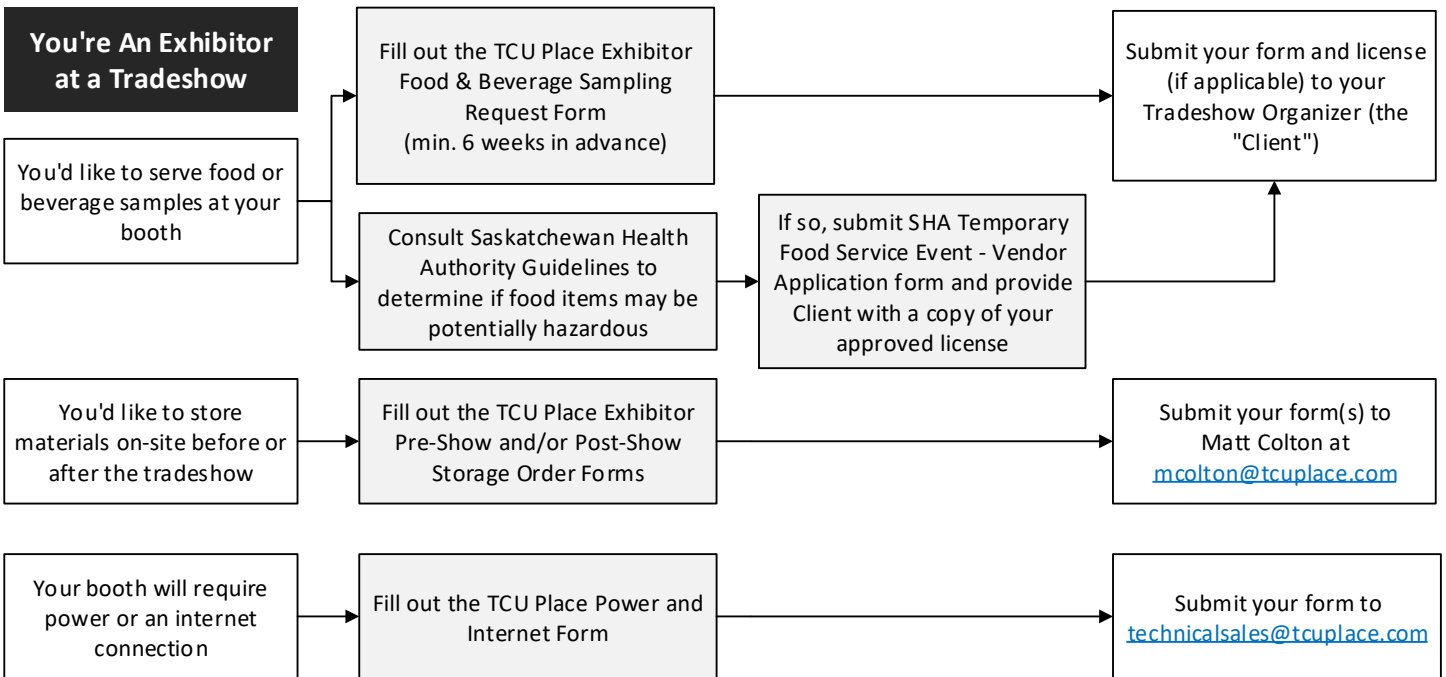 You're An Exhibitor
at a Tradeshow
You'd like to serve food or
beverage samples at your
booth
Fill out the TCU Place Exhibitor
Food & Beverage Sampling
Request Form
(min. 6 weeks in advance)
Submit your form and license
(if applicable) to your
Tradeshow Organizer (the
"Client")
Consult Saskatchewan Health
Authority Guidelines to
determine if food items may be
potentially hazardous
If so, submit SHA Temporary
Food Service Event - Vendor
Application form and provide
Client with a copy of your
approved license
You'd like to store
materials on-site before or
after the tradeshow
Fill out the TCU Place Exhibitor
Pre-Show and/or Post-Show
Storage Order Forms
Submit your form(s) to
Matt Colton at
mcolton@tcuplace.com
Your booth will require
power or an internet
connection
Fill out the TCU Place Power and
Internet Form
Submit your form to
technicalsales@tcuplace.com